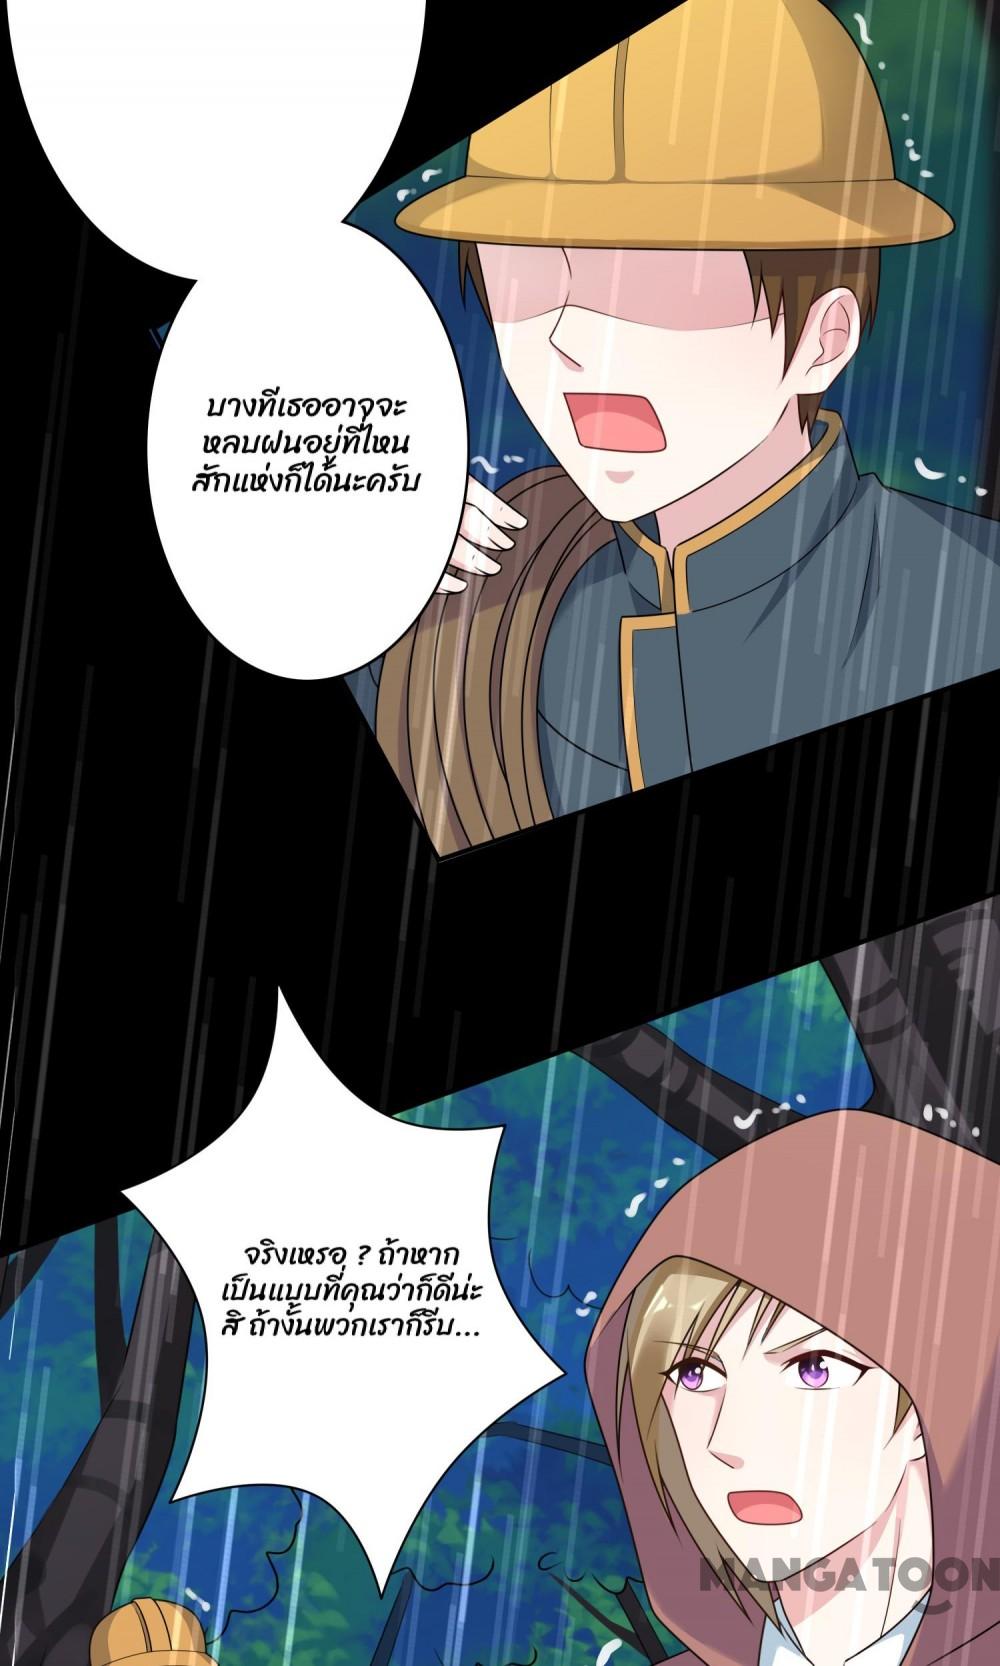 บางทีเธออาจจะ
หลบฝนอยู่ที่ไหน
สักแห่งก็ได้นะครับ
จริงเหรอ ? ถ้าหาก
เป็นแบบที่คุณว่าก็ดีน่ะ
สิ ถ้างั้นพวกเราก็รีบ...
MANGATOON